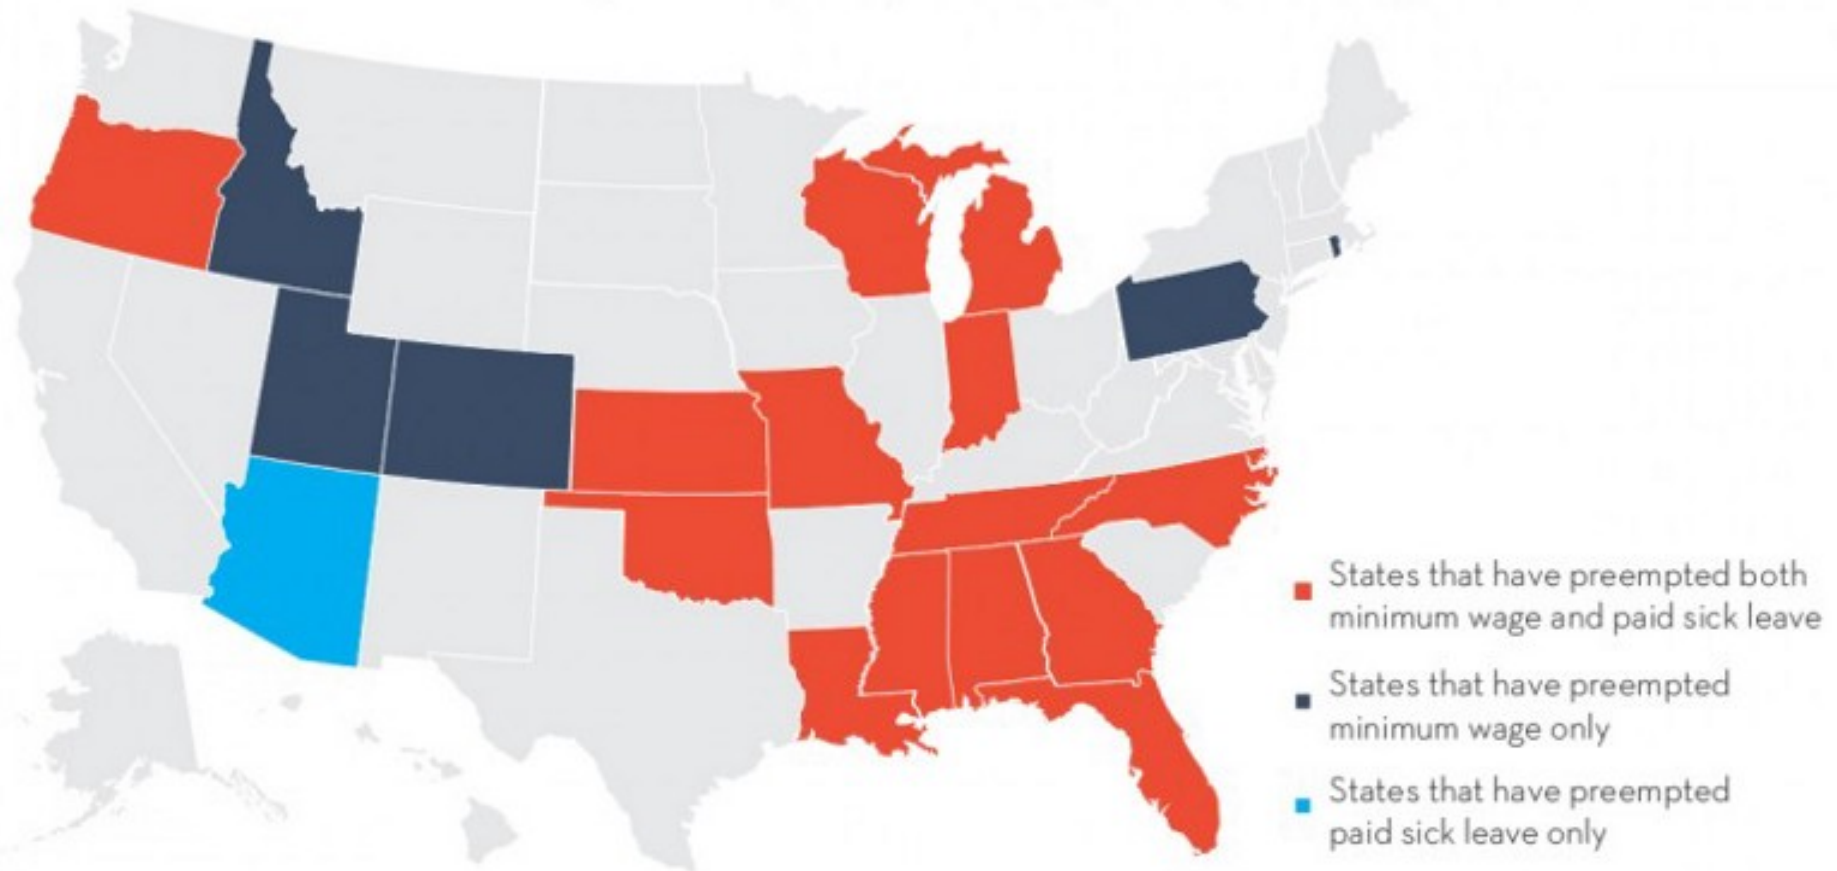 States that have preempted both
minimum wage and paid sick leave
States that have preempted
minimum wage only
States that have preempted
paid sick leave only